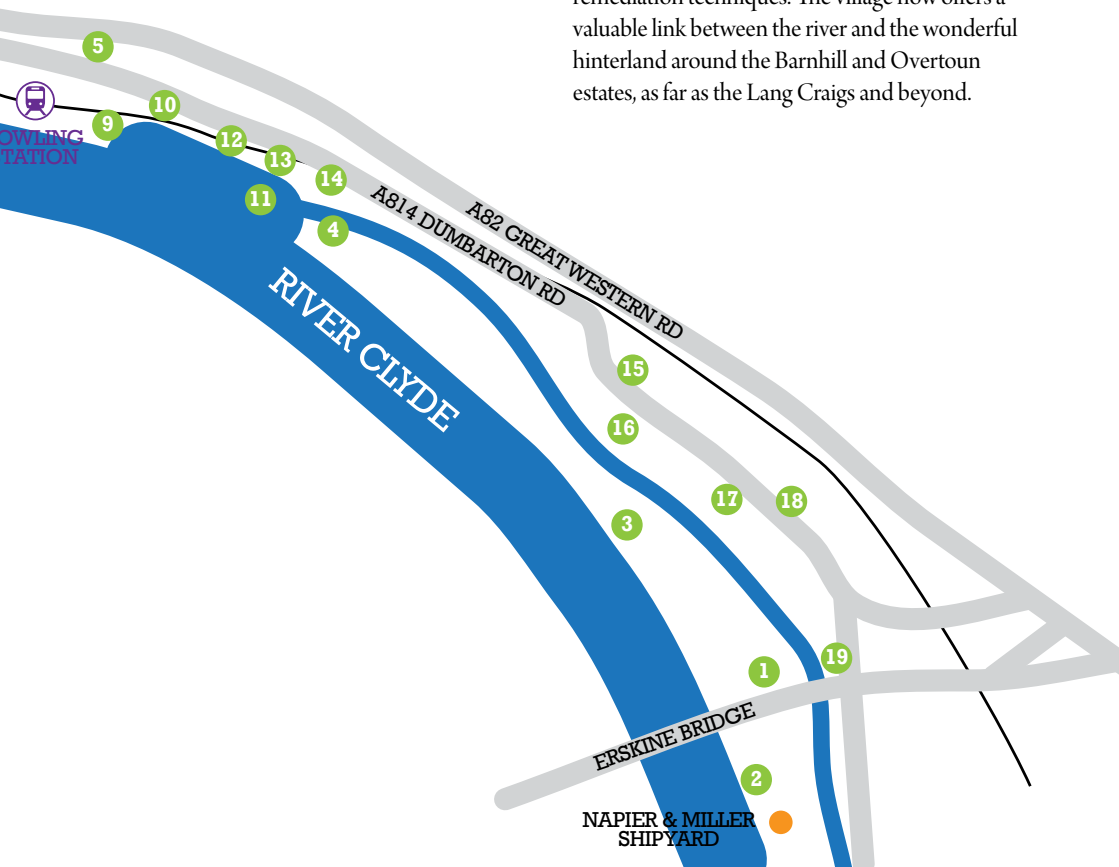 valuable link between the river and the wonderful
hinterland around the Barnhill and Overtoun
estates, as far as the Lang Craigs and beyond.
5
10
9
12
13
14
11
4
A814 DUMBARTON RD
A82 GREAT WESTERN RD
RIVER CLYDE
15
16
17
18
3
19
1
ERSKINE BRIDGE
2
NAPIER & MILLER
SHIPYARD
OWLING
TATION
remediation techniques. The village now offers a